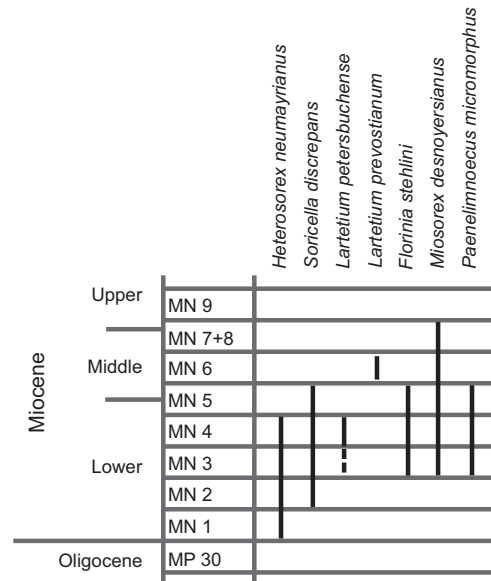 Heterosorex neumayrianus
Soricella discrepans
Lartetium petersbuchense
Lartetium prevostianum
Florinia stehlini
Miosorex desnoyersianus
Paenelimnoecus micromorphus
Miocene
Upper
Middle
Lower
Oligocene
MN 9
MN 7+8
MN 6
MN 5
MN 4
MN 3
MN 2
MN 1
MP 30